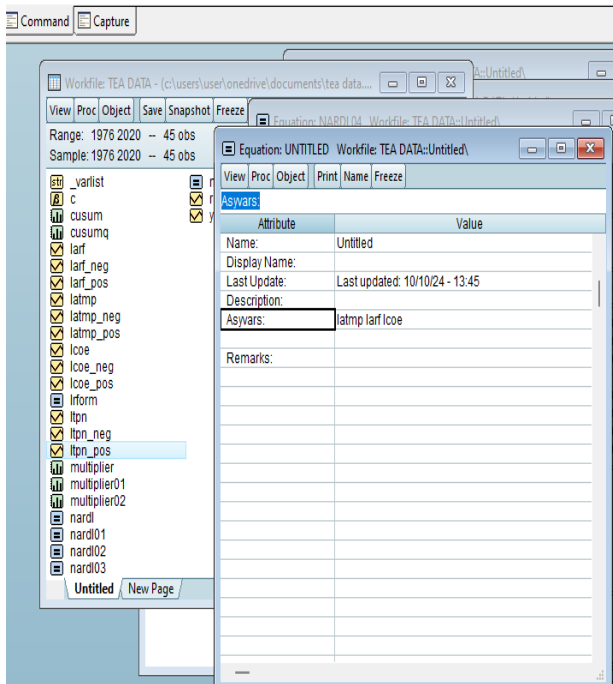 Command Capture
A::Untitled\
Workfile: TEA DATA - (c:\users\user\onedrive\documents\tea data....
View Proc Object Save Snapshot Freeze
Equation: NARDL04 Workfile: TEA DATA::Untitled\
Range: 1976 2020 -- 45 obs
Sample: 1976 2020 -- 45 obs
_varlist
c
cusum
cusumq
larf
larf_neg
larf_pos
latmp
latmp_neg
latmp_pos
lcoe
lcoe_neg
lcoe_pos
lrform
ltpn
ltpn_neg
ltpn_pos
multiplier
multiplier01
multiplier02
nardl
nardl01
nardl02
nardl03
Untitled New Page
Equation: UNTITLED Workfile: TEA DATA::Untitled\
View Proc Object Print Name Freeze
Asyvars:
Attribute Value
Name: Untitled
Display Name:
Last Update: Last updated: 10/10/24 - 13:45
Description:
Asyvars: latmp larf lcoe
Remarks: